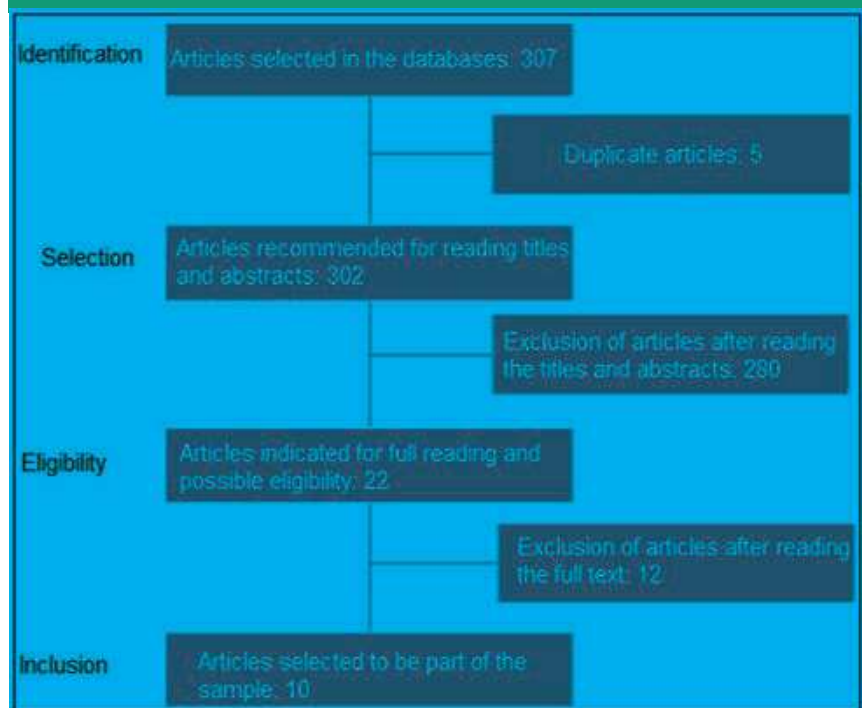 Identification
Articles selected in the databases: 307
Duplicate articles: 5
Selection
Articles recommended for reading titles
and abstracts: 302
Exclusion of articles after reading
the titles and abstracts: 280
Eligibility
Articles indicated for full reading and
possible eligibility: 22
Exclusion of articles after reading
the full text: 12
Inclusion
Articles selected to be part of the
sample: 10